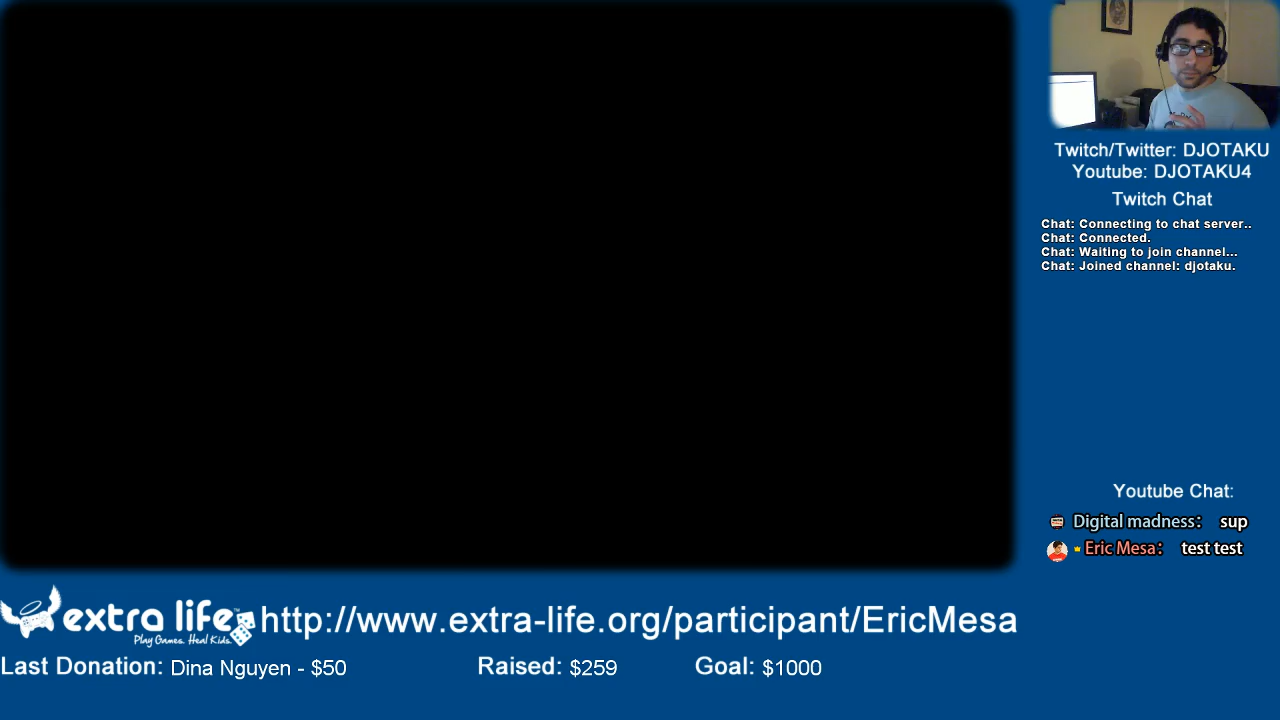 Twitch/Twitter: DJOTAKU
Youtube: DJOTAKU4
Twitch Chat
Chat: Connecting to chat server..
Chat: Connected.
Chat: Waiting to join channel...
Chat: Joined channel: djotaku.
Youtube Chat:
Digital madness: sup
Eric Mesa: test test
extra life™
Play Games. Heal Kids.
http://www.extra-life.org/participant/EricMesa
Last Donation: Dina Nguyen - $50
Raised: $259
Goal: $1000